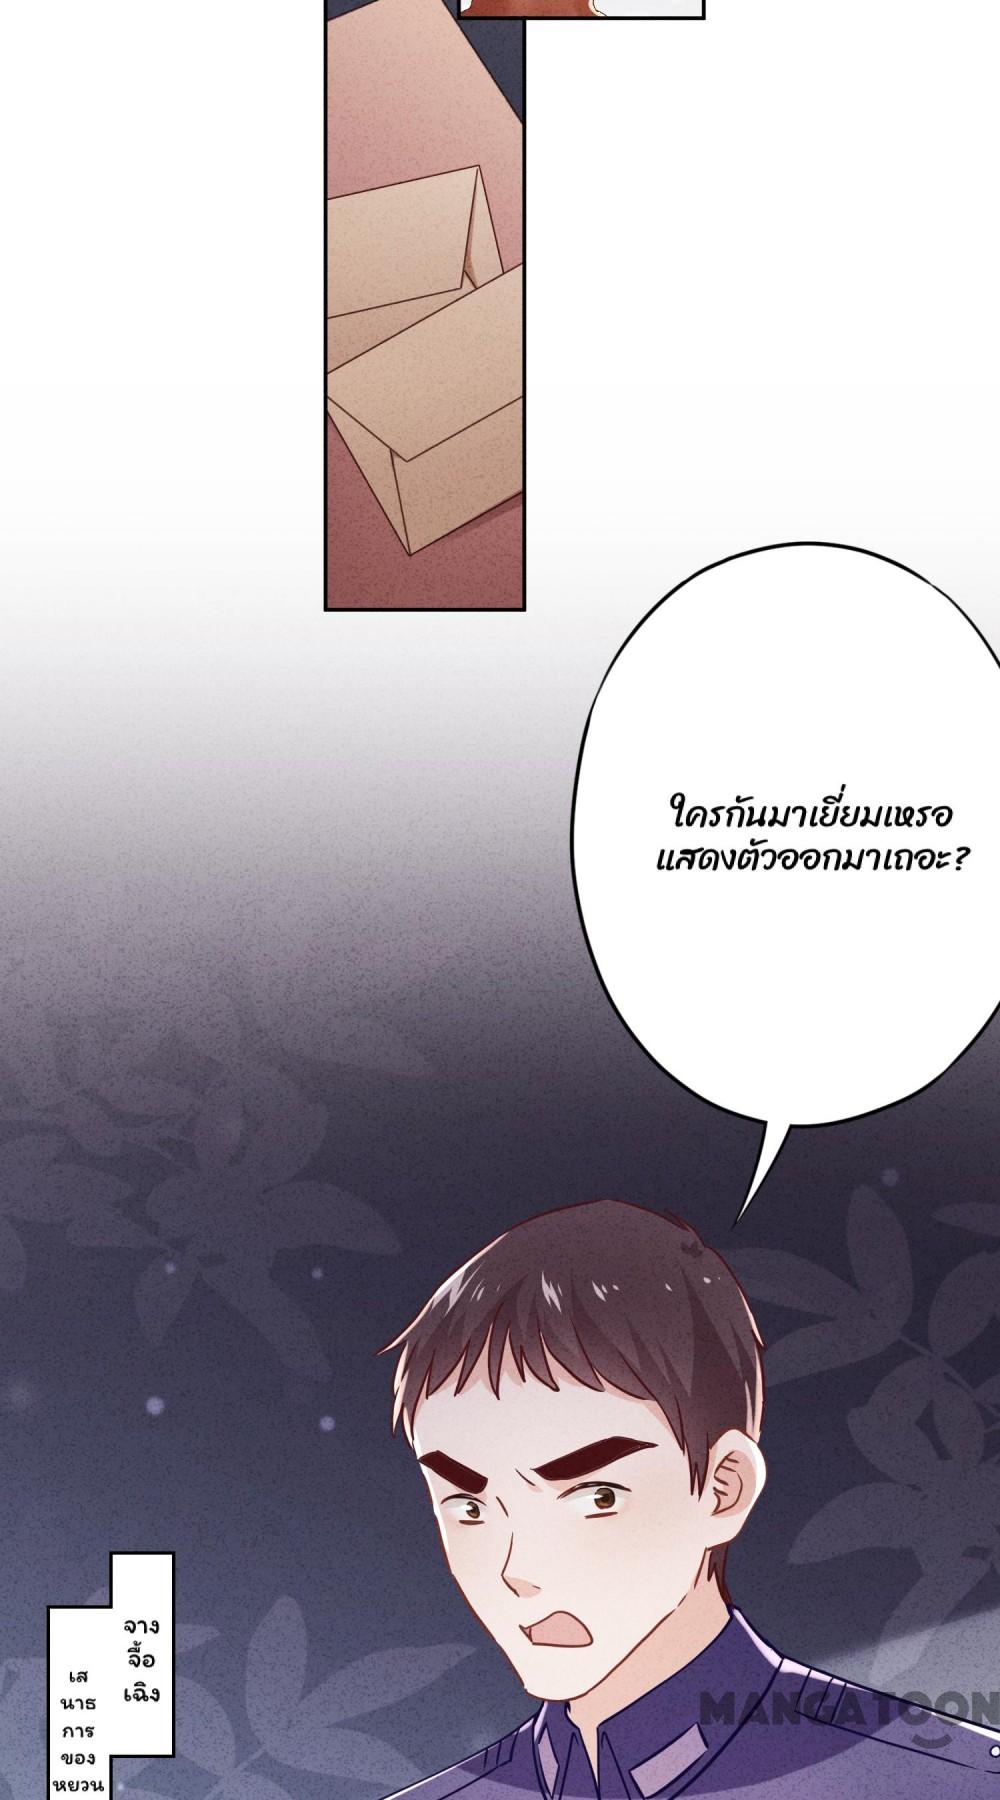 ใครกันมาเยี่ยมเหรอ
แสดงตัวออกมาเถอะ?
จาง
จื้อ
เฉิง
เส
นาธ
การ
ของ
หยวน
MANGATOON